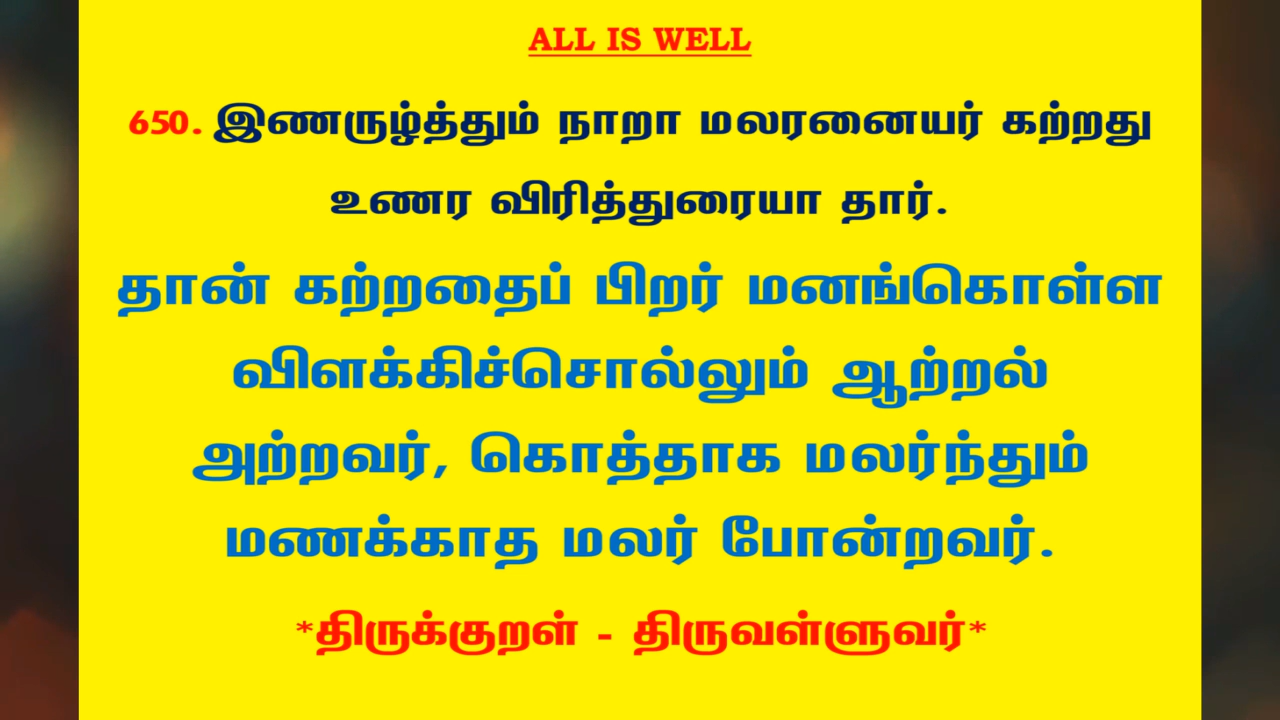 ALL IS WELL
650. இணருழ்த்தும் நாறா மலரனையர் கற்றது
உணர விரித்துரையா தார்.
தான் கற்றதைப் பிறர் மனங்கொள்ள
விளக்கிச்சொல்லும் ஆற்றல்
அற்றவர், கொத்தாக மலர்ந்தும்
மணக்காத மலர் போன்றவர்.
*திருக்குறள் - திருவள்ளுவர்*